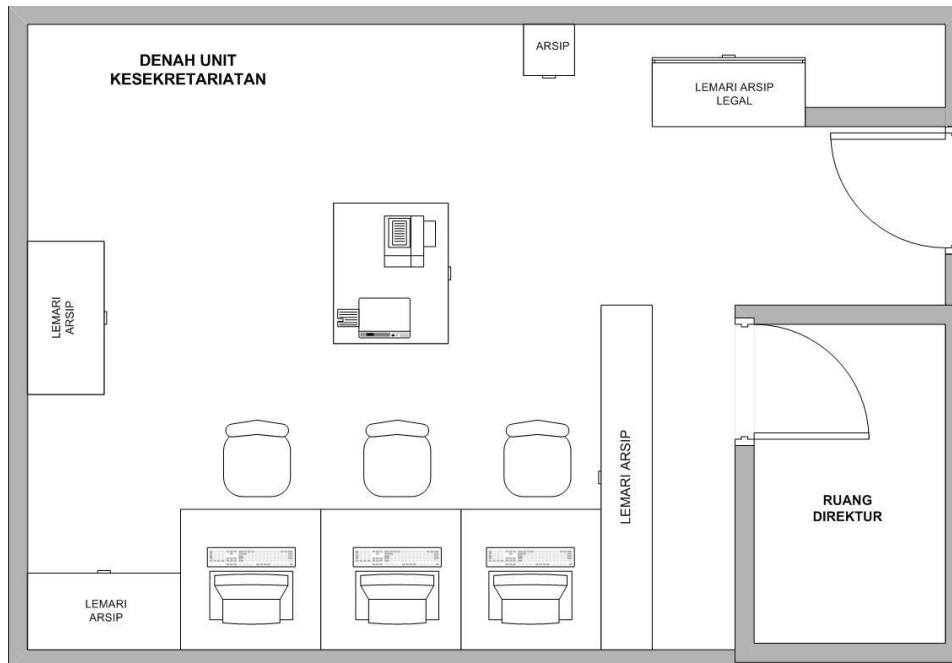 DENAH UNIT
KESEKRETARIATAN
ARSIP
LEMARI ARSIP
LEGAL
LEMARI
ARSIP
LEMARI ARSIP
RUANG
DIREKTUR
LEMARI
ARSIP